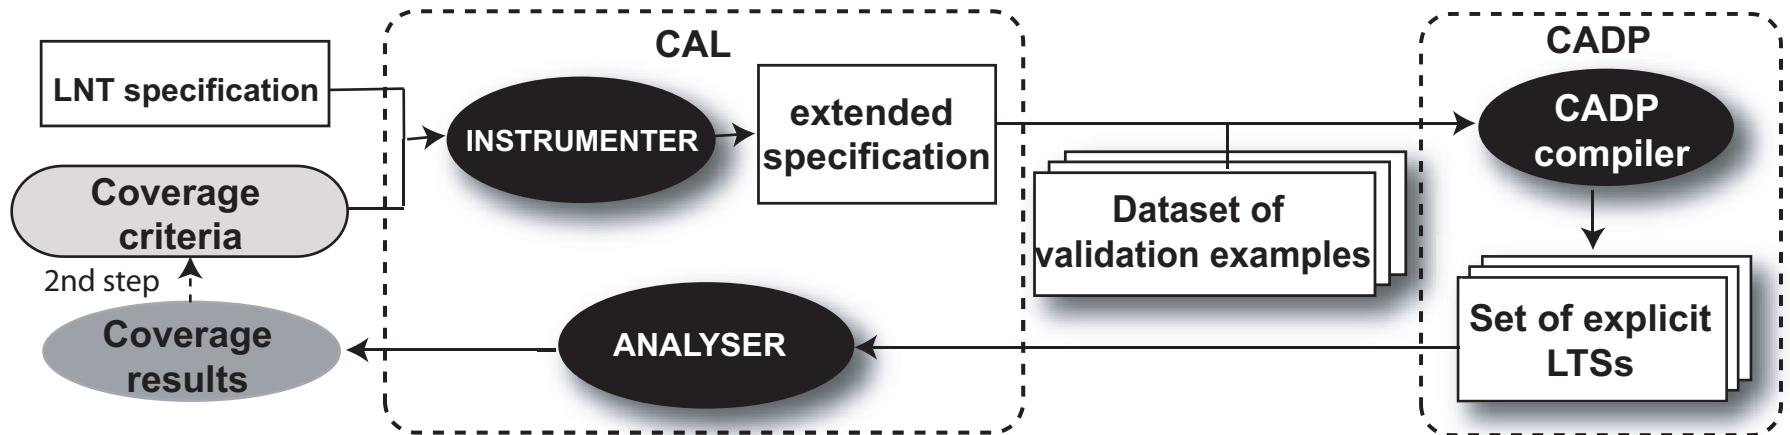 CAL
CADP
LNT specification
INSTRUMENTER
extended
specification
CADP
compiler
Coverage
criteria
Dataset of
validation examples
2nd step
Coverage
results
ANALYSER
Set of explicit
LTSs